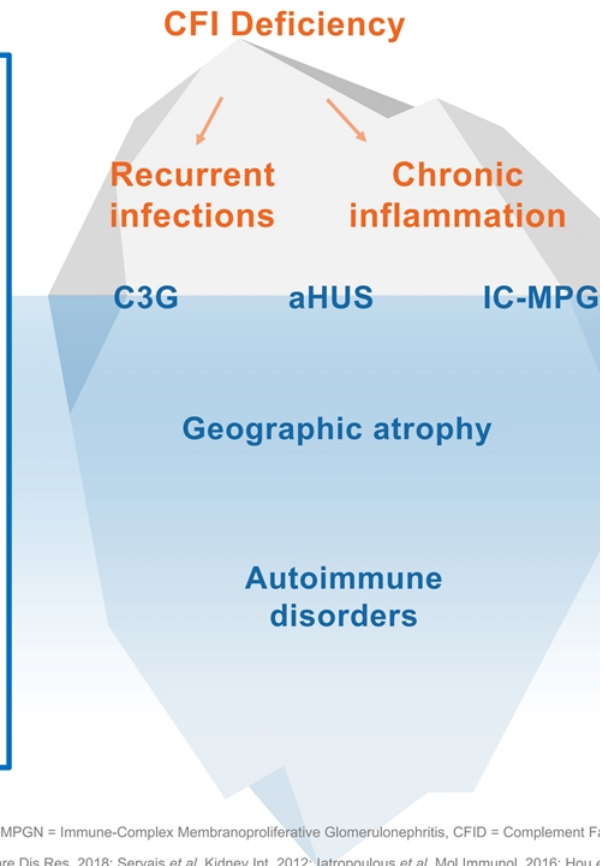 CFI Deficiency
Recurrent infections
Chronic inflammation
C3G aHUS IC-MPG
Geographic atrophy
Autoimmune
disorders
MPGN = Immune-Complex Membranoproliferative Glomerulonephritis, CFID = Complement Fa
are Dis Res, 2018; Servais et al, Kidney Int, 2012; Iatropoulous et al, Mol Immunol, 2016; Hou e